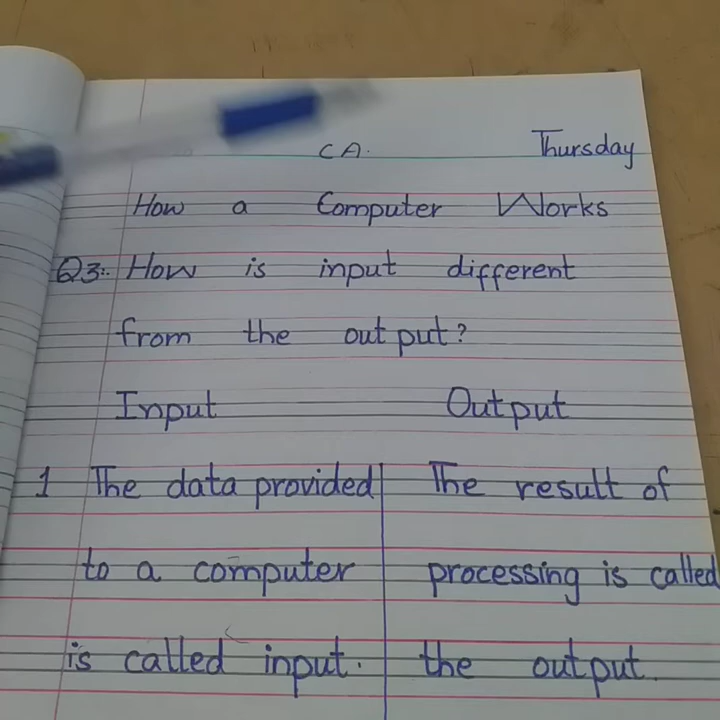 CA. Thursday
How a Computer Works
Q3:. How is input different
from the output?
Input Output
1 The data provided The result of
to a computer processing is called
is called input. the output.